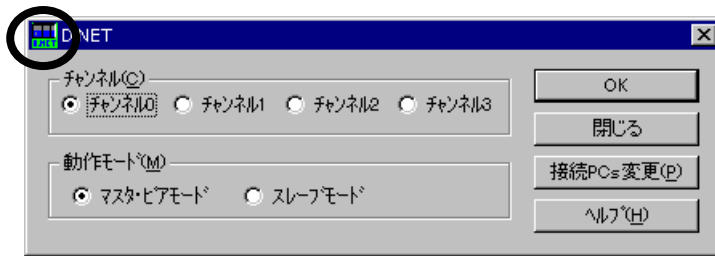 D.NET
D.NET
ﾁｬﾝﾈﾙ(C)
ﾁｬﾝﾈﾙ0 ﾁｬﾝﾈﾙ1 ﾁｬﾝﾈﾙ2 ﾁｬﾝﾈﾙ3
動作ﾓｰﾄﾞ(M)
ﾏｽﾀ･ﾋﾟｱﾓｰﾄﾞ ｽﾚｰﾌﾞﾓｰﾄﾞ
OK
閉じる
接続PCs変更(P)
ﾍﾙﾌﾟ(H)